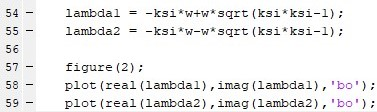 54 - lambda1 = -ksi*w+w*sqrt(ksi*ksi-1);
55 - lambda2 = -ksi*w-w*sqrt(ksi*ksi-1);
56
57 - figure(2);
58 - plot(real(lambda1),imag(lambda1),'bo');
59 - plot(real(lambda2),imag(lambda2),'bo');